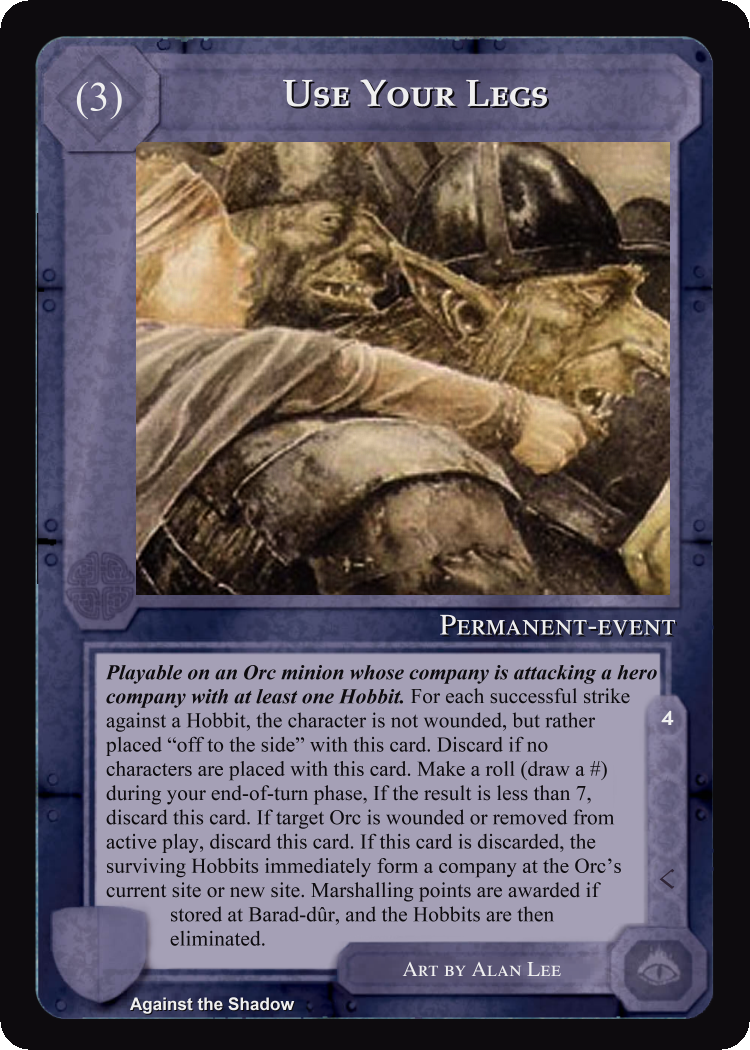 (3)
Use Your Legs
Permanent-event
Playable on an Orc minion whose company is attacking a hero
company with at least one Hobbit. For each successful strike
against a Hobbit, the character is not wounded, but rather
placed “off to the side” with this card. Discard if no
characters are placed with this card. Make a roll (draw a #)
during your end-of-turn phase, If the result is less than 7,
discard this card. If target Orc is wounded or removed from
active play, discard this card. If this card is discarded, the
surviving Hobbits immediately form a company at the Orc’s
current site or new site. Marshalling points are awarded if
stored at Barad-dûr, and the Hobbits are then
eliminated.
4
Art by Alan Lee
Against the Shadow